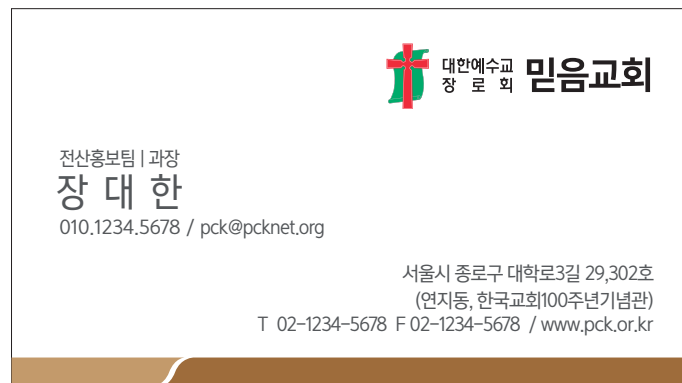 대한예수교
장 로 회
믿음교회
전산홍보팀 | 과장
장 대 한
010.1234.5678 / pck@pcknet.org
서울시 종로구 대학로3길 29,302호
(연지동, 한국교회100주년기념관)
T 02-1234-5678 F 02-1234-5678 / www.pck.or.kr